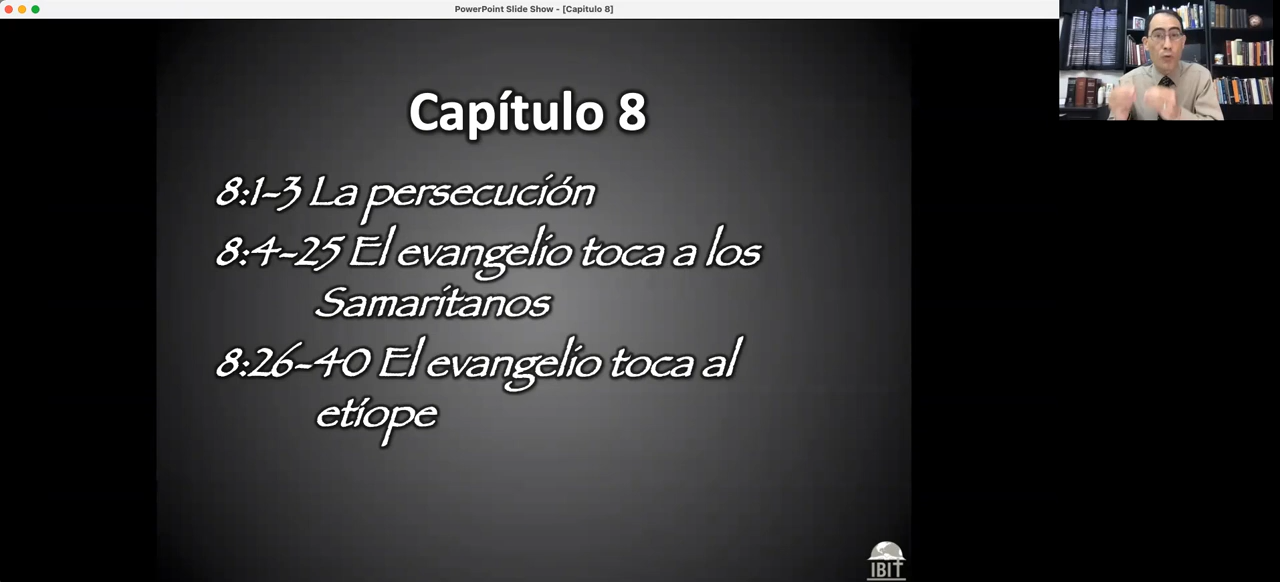 PowerPoint Slide Show - [Capitulo 8]
Capítulo 8
8:1-3 La persecución
8:4-25 El evangelio toca a los
Samaritanos
8:26-40 El evangelio toca al
etíope
IBIT